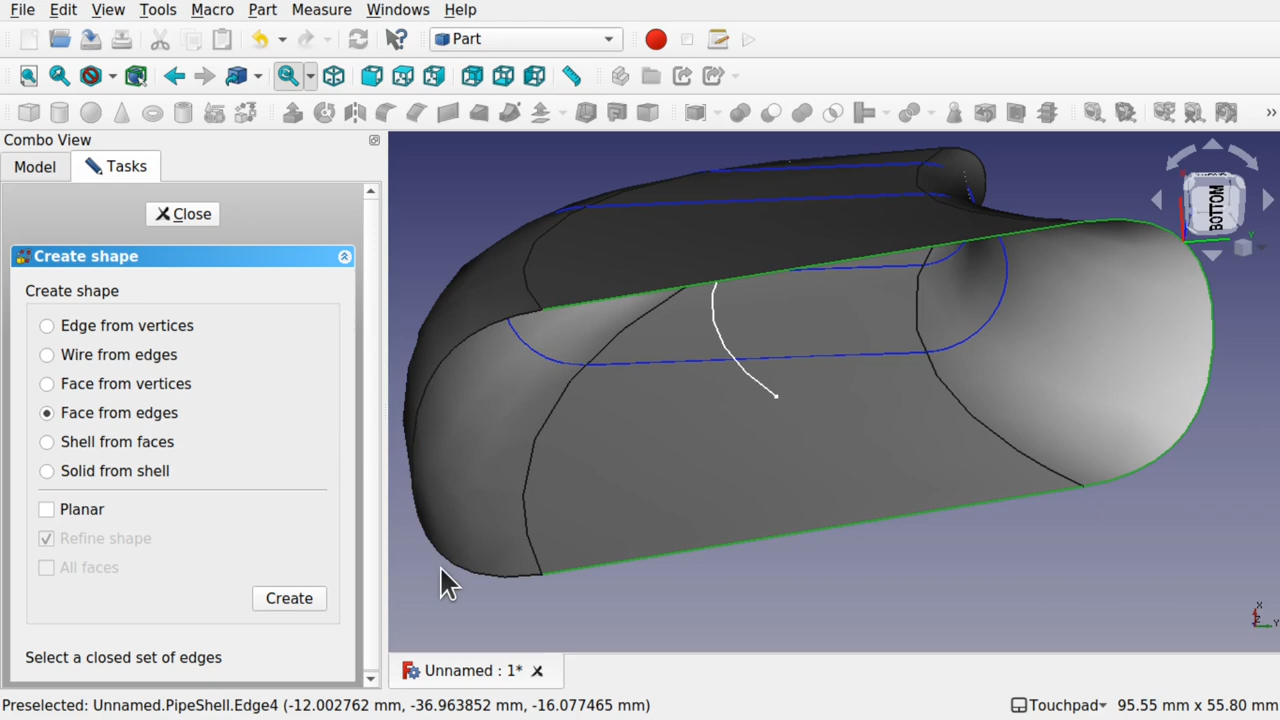 File Edit View Tools Macro Part Measure Windows Help
Part
Combo View
Model Tasks
Close
Create shape
Create shape
Edge from vertices
Wire from edges
Face from vertices
Face from edges
Shell from faces
Solid from shell
Planar
Refine shape
All faces
Create
Select a closed set of edges
BOTTOM
X
Y
Z
Y
Unnamed : 1*
Preselected: Unnamed.PipeShell.Edge4 (-12.002762 mm, -36.963852 mm, -16.077465 mm) Touchpad 95.55 mm x 55.80 mm